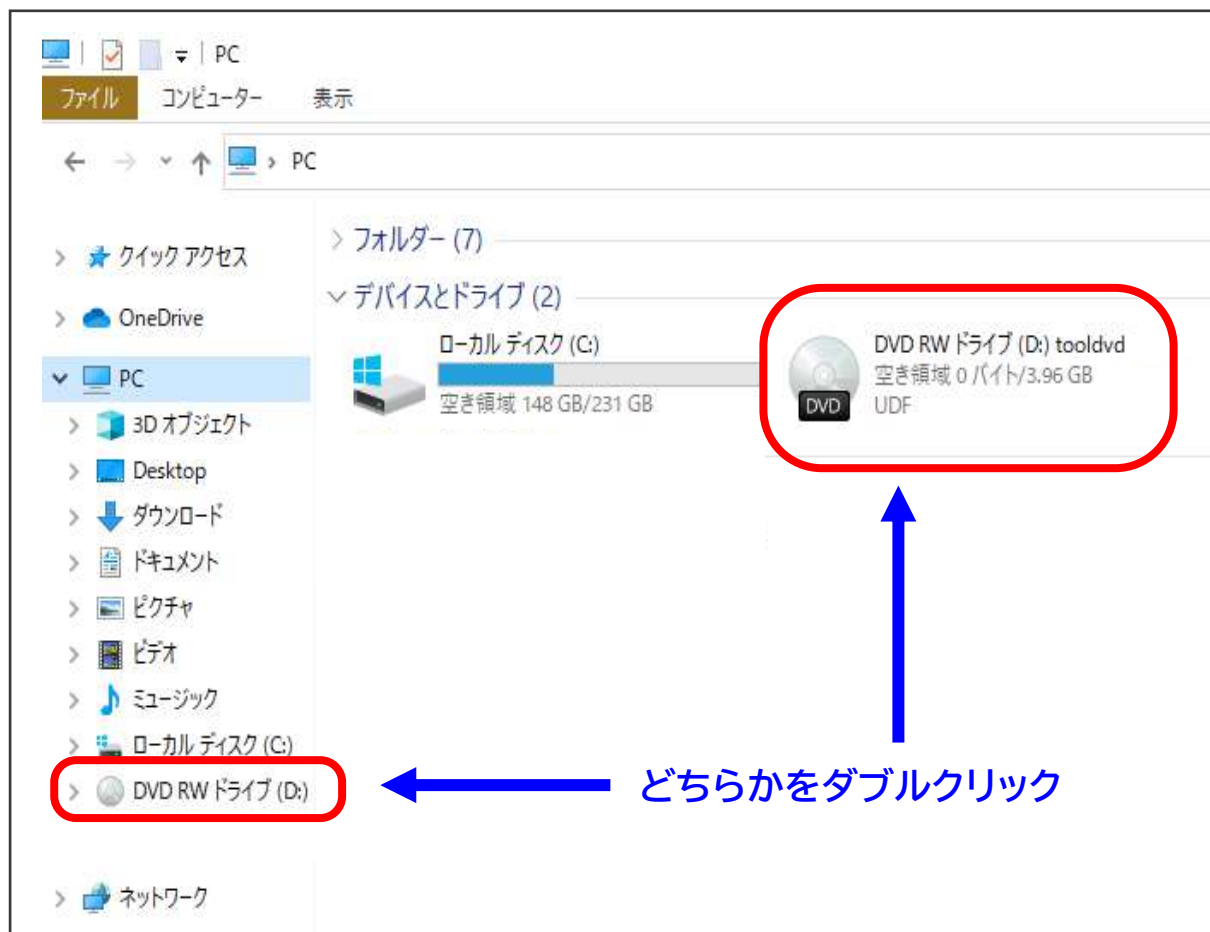 PC
ファイル コンピューター 表示
PC
クイック アクセス
OneDrive
PC
3D オブジェクト
Desktop
ダウンロード
ドキュメント
ピクチャ
ビデオ
ミュージック
ローカル ディスク (C:)
DVD RW ドライブ (D:)
ネットワーク
フォルダー (7)
デバイスとドライブ (2)
ローカル ディスク (C:)
空き領域 148 GB/231 GB
DVD RW ドライブ (D:) tooldvd
空き領域 0 バイト/3.96 GB
UDF
DVD
どちらかをダブルクリック